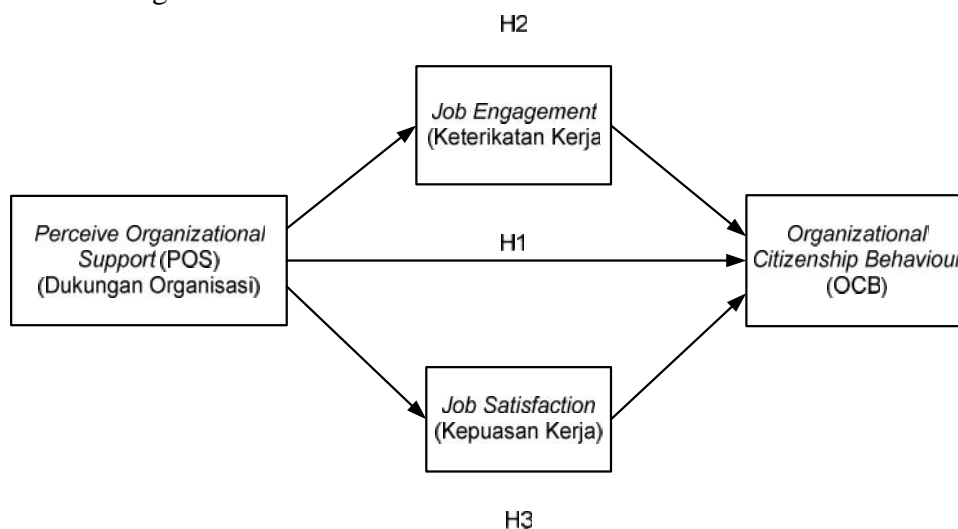 H2
Job Engagement
(Keterikatan Kerja
Perceive Organizational
Support (POS)
(Dukungan Organisasi)
H1
Organizational
Citizenship Behaviour
(OCB)
Job Satisfaction
(Kepuasan Kerja)
H3